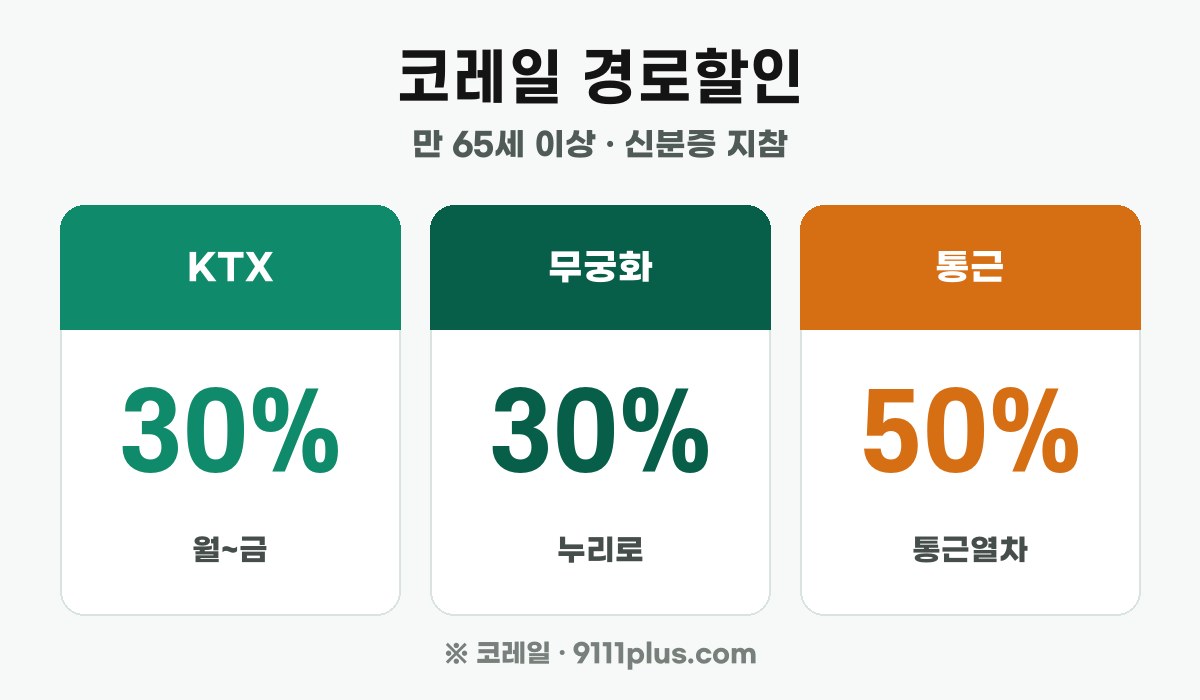 코레일 경로할인
만 65세 이상 · 신분증 지참
KTX
30%
월~금
무궁화
30%
누리로
통근
50%
통근열차
※ 코레일 · 9111plus.com